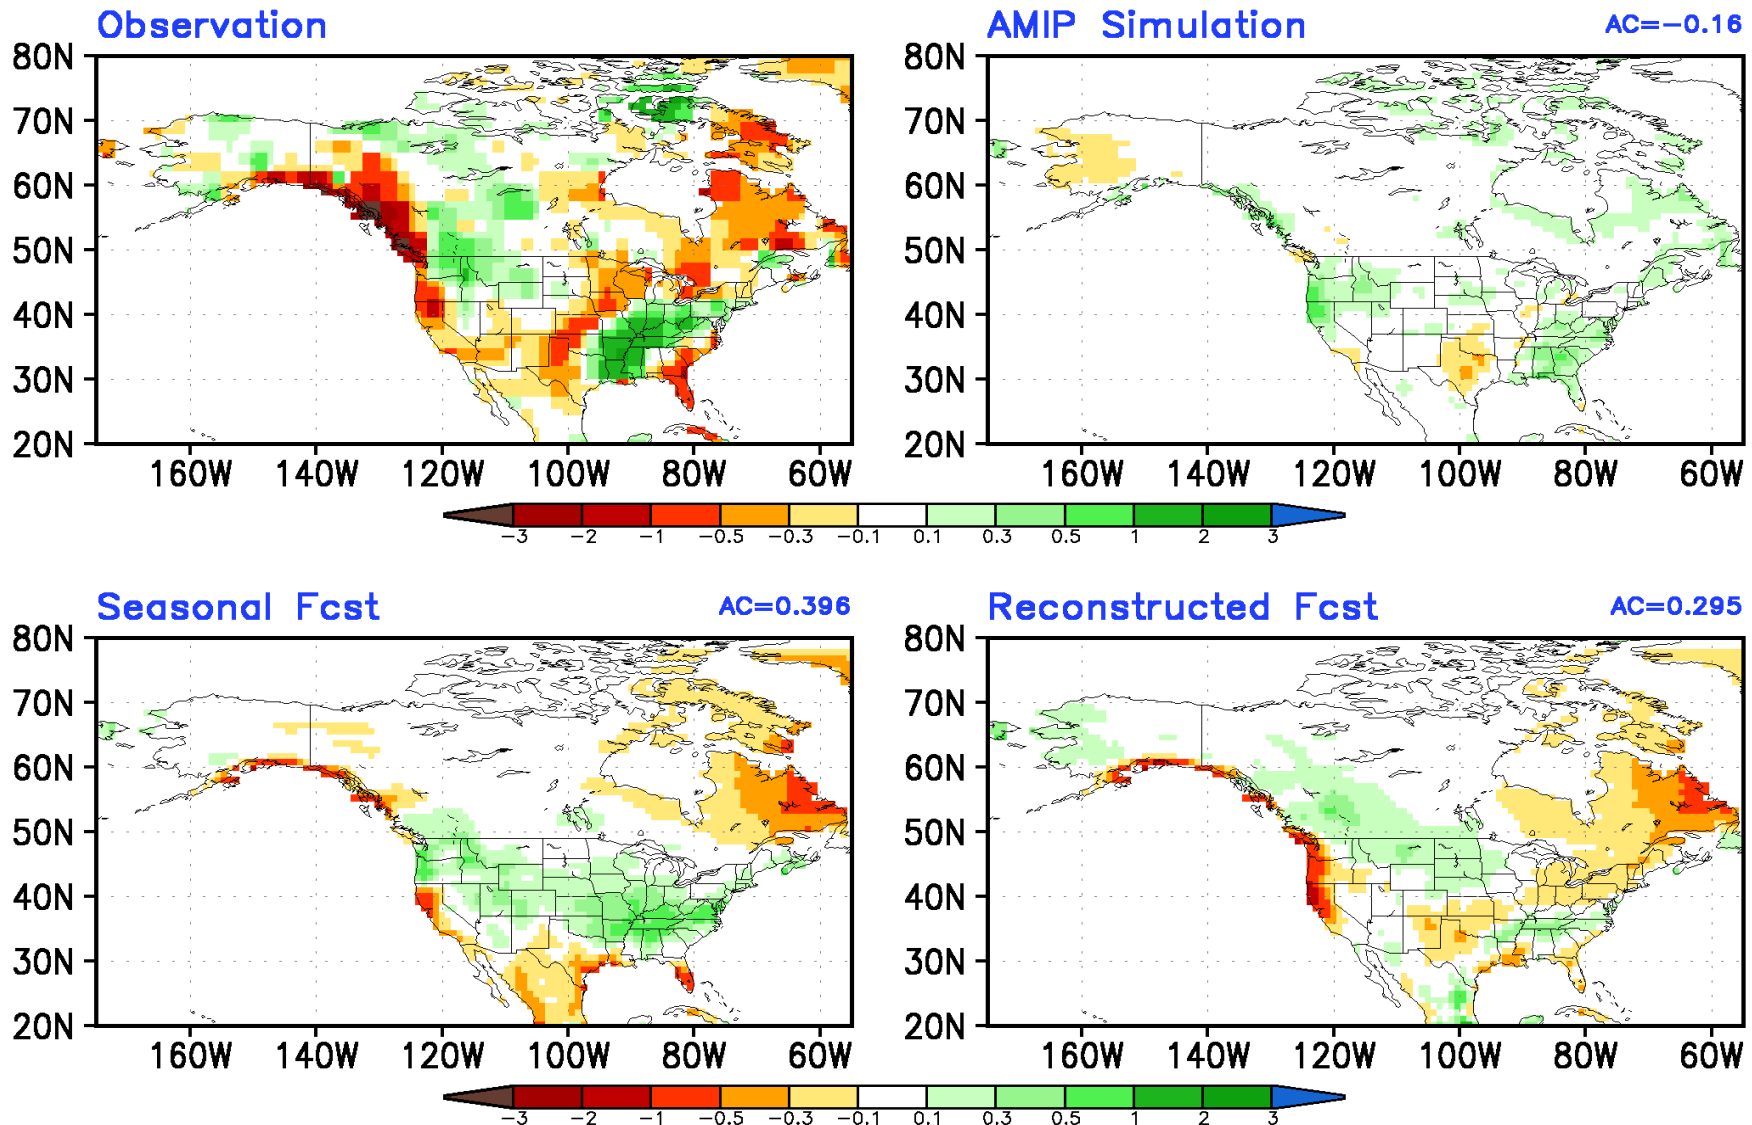 Observation
AMIP Simulation AC=−0.16
80N 80N
70N 70N
60N 60N
50N 50N
40N 40N
30N 30N
20N 20N
160W 140W 120W 100W 80W 60W 160W 140W 120W 100W 80W 60W
−3 −2 −1 −0.5 −0.3 −0.1 0.1 0.3 0.5 1 2 3
Seasonal Fcst AC=0.396
Reconstructed Fcst AC=0.295
80N 80N
70N 70N
60N 60N
50N 50N
40N 40N
30N 30N
20N 20N
160W 140W 120W 100W 80W 60W 160W 140W 120W 100W 80W 60W
−3 −2 −1 −0.5 −0.3 −0.1 0.1 0.3 0.5 1 2 3